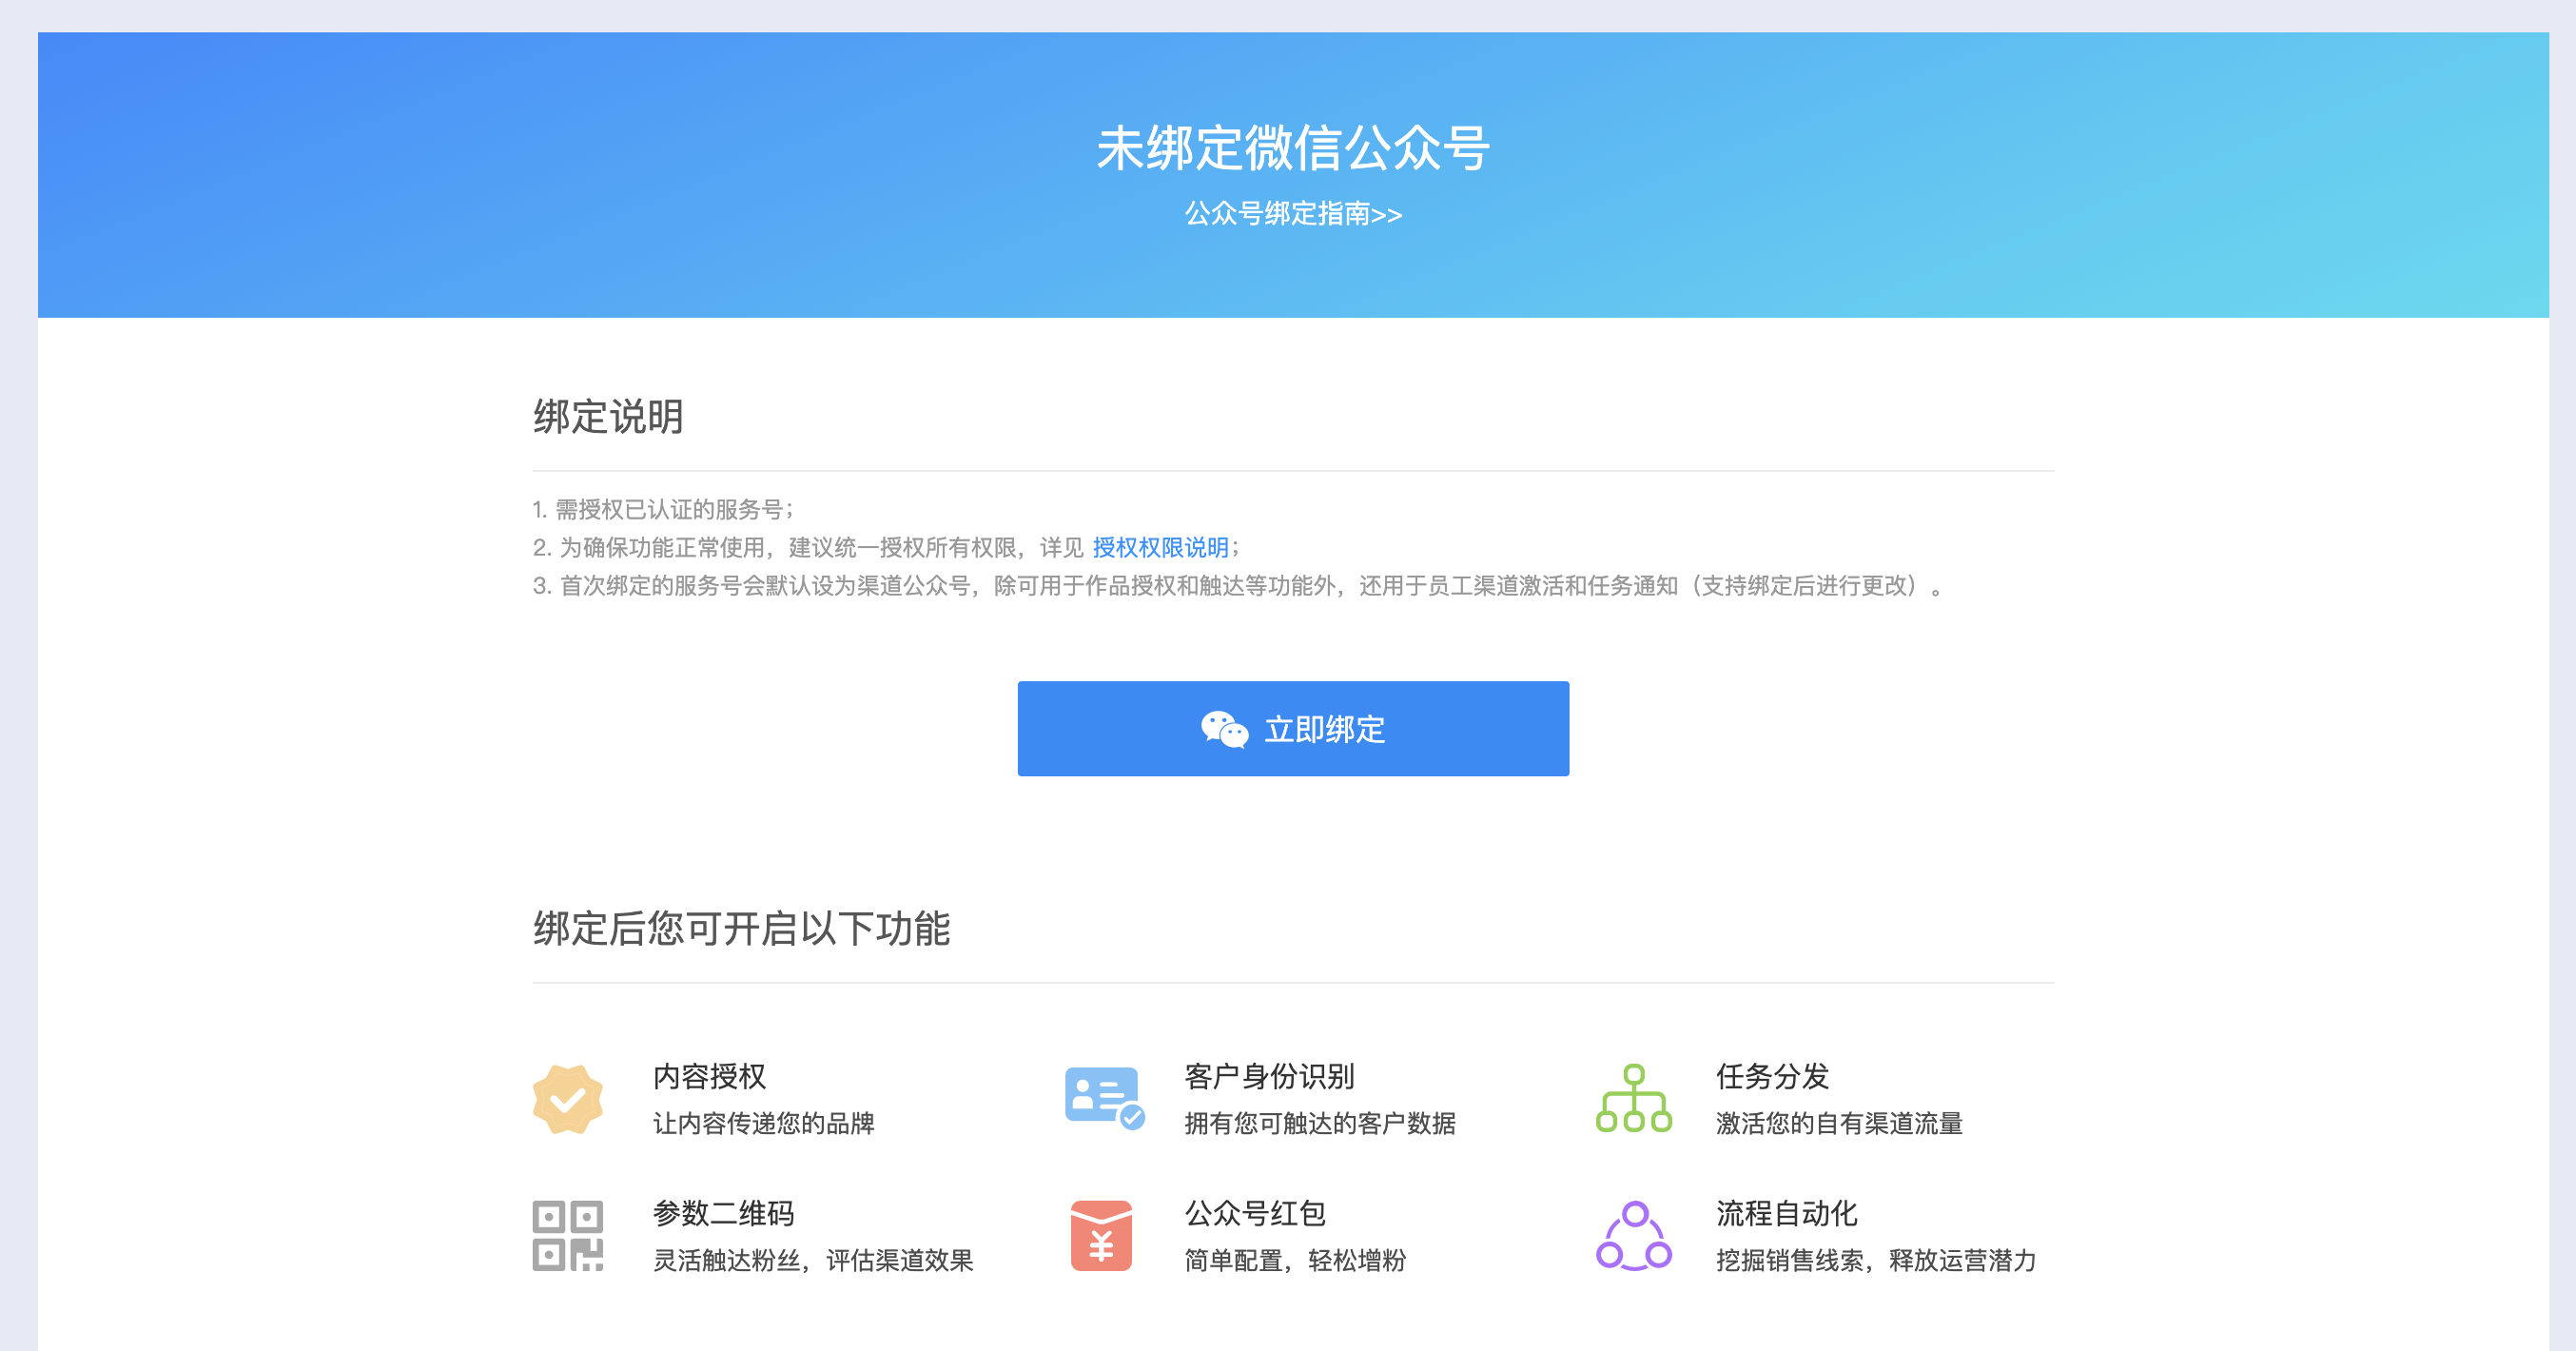 未绑定微信公众号
公众号绑定指南>>
绑定说明
1. 需授权已认证的服务号；
2. 为确保功能正常使用，建议统一授权所有权限，详见 授权权限说明；
3. 首次绑定的服务号会默认设为渠道公众号，除可用于作品授权和触达等功能外，还用于员工渠道激活和任务通知（支持绑定后进行更改）。
立即绑定
绑定后您可开启以下功能
内容授权
让内容传递您的品牌
客户身份识别
拥有您可触达的客户数据
任务分发
激活您的自有渠道流量
参数二维码
灵活触达粉丝，评估渠道效果
公众号红包
简单配置，轻松增粉
流程自动化
挖掘销售线索，释放运营潜力